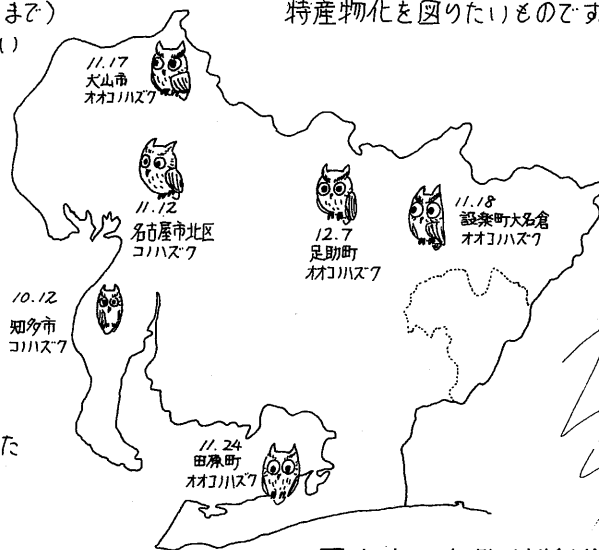 まで)
特産物化を図りたいものです
い
11.17
犬山市
オオコノハズク
11.12
名古屋市北区
コノハズク
12.7
足助町
オオコノハズク
11.18
設楽町大名倉
オオコノハズク
10.12
知多市
コノハズク
た
11.24
田原町
オオコノハズク